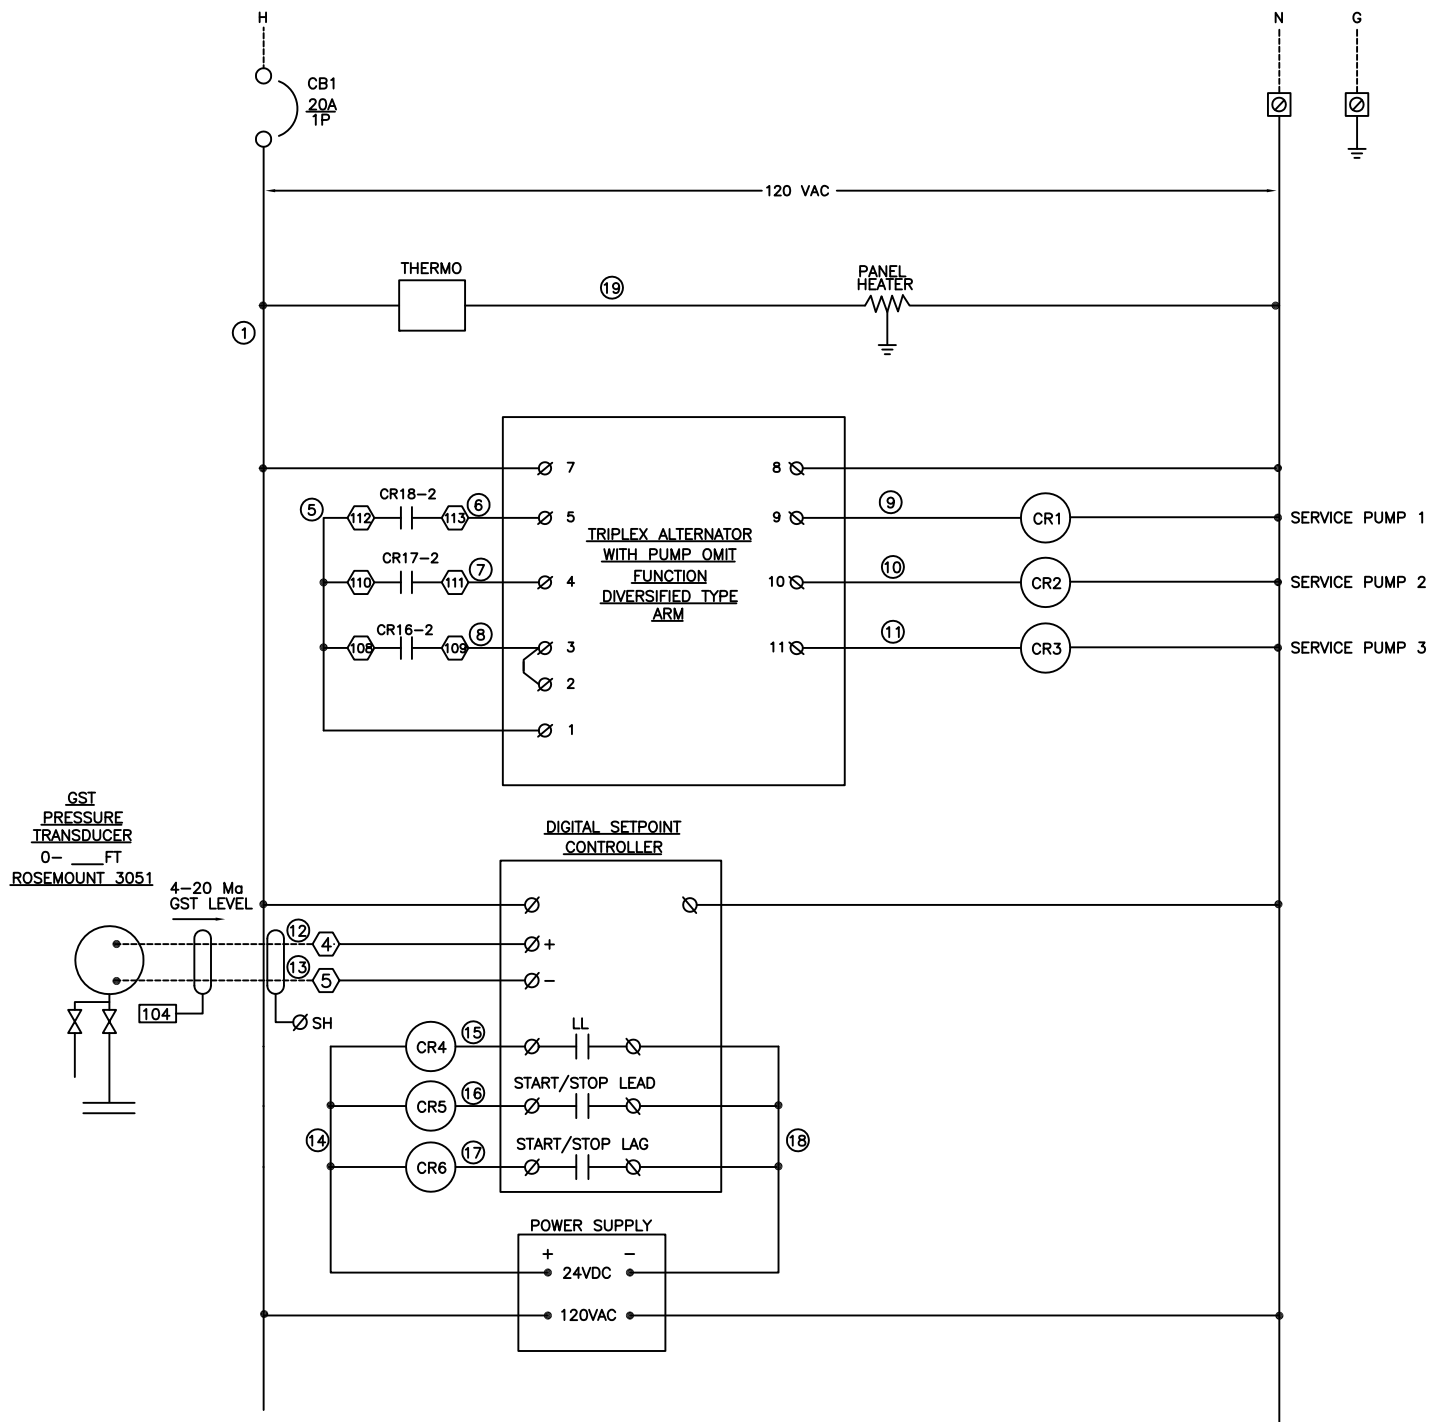 H
N
G
CB1
20A
1P
120 VAC
THERMO
19
PANEL
HEATER
1
7
8
CR18-2
5
112
113
6
5
9
9
CR1
SERVICE PUMP 1
TRIPLEX ALTERNATOR
WITH PUMP OMIT
FUNCTION
DIVERSIFIED TYPE
ARM
CR17-2
110
111
7
4
10
10
CR2
SERVICE PUMP 2
CR16-2
108
109
8
3
11
11
CR3
SERVICE PUMP 3
2
1
GST
PRESSURE
TRANSDUCER
0- ___FT
ROSEMOUNT 3051
DIGITAL SETPOINT
CONTROLLER
4-20 Ma
GST LEVEL
12
4
+
13
5
-
104
SH
CR4
15
LL
START/STOP LEAD
CR5
16
14
START/STOP LAG
18
CR6
17
POWER SUPPLY
+ -
24VDC
120VAC